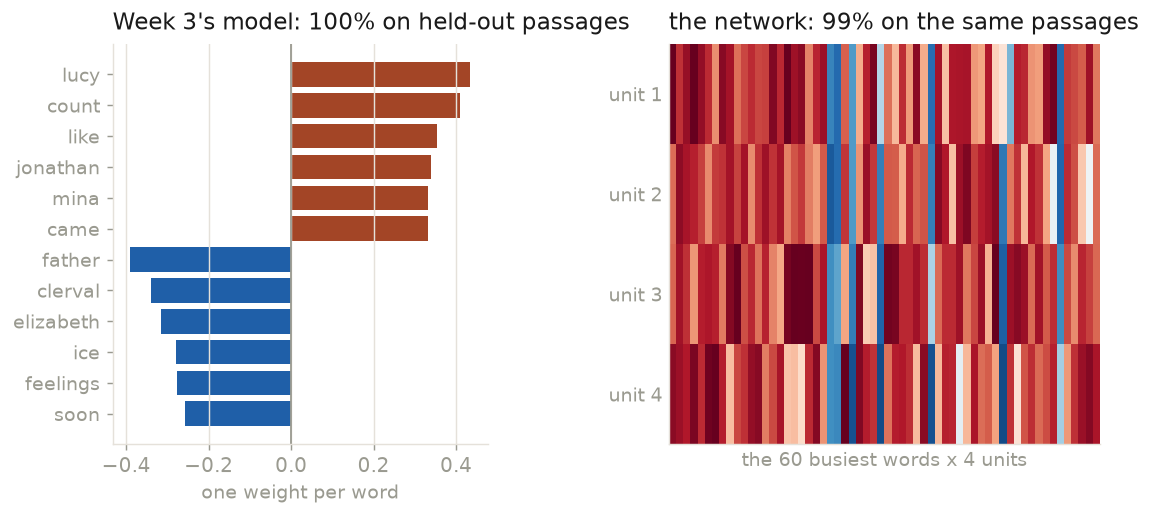 Week 3's model: 100% on held-out passages
lucy
count
like
jonathan
mina
came
father
clerval
elizabeth
ice
feelings
soon
−0.4 −0.2 0.0 0.2 0.4
one weight per word
the network: 99% on the same passages
unit 1
unit 2
unit 3
unit 4
the 60 busiest words x 4 units